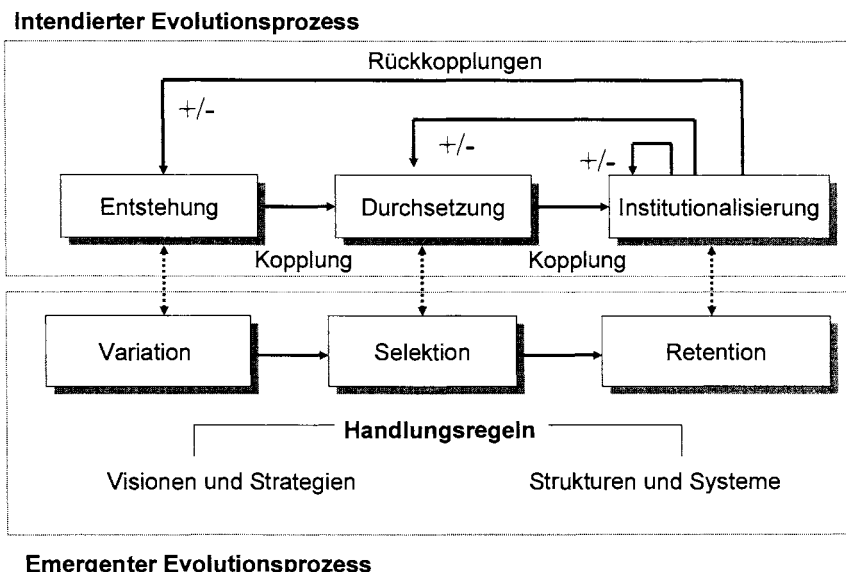 Intendierter Evolutionsprozess
Rückkopplungen
+/-
+/-
+/-
Entstehung
Durchsetzung
Institutionalisierung
Kopplung
Kopplung
Variation
Selektion
Retention
Handlungsregeln
Visionen und Strategien
Strukturen und Systeme
Emergenter Evolutionsprozess